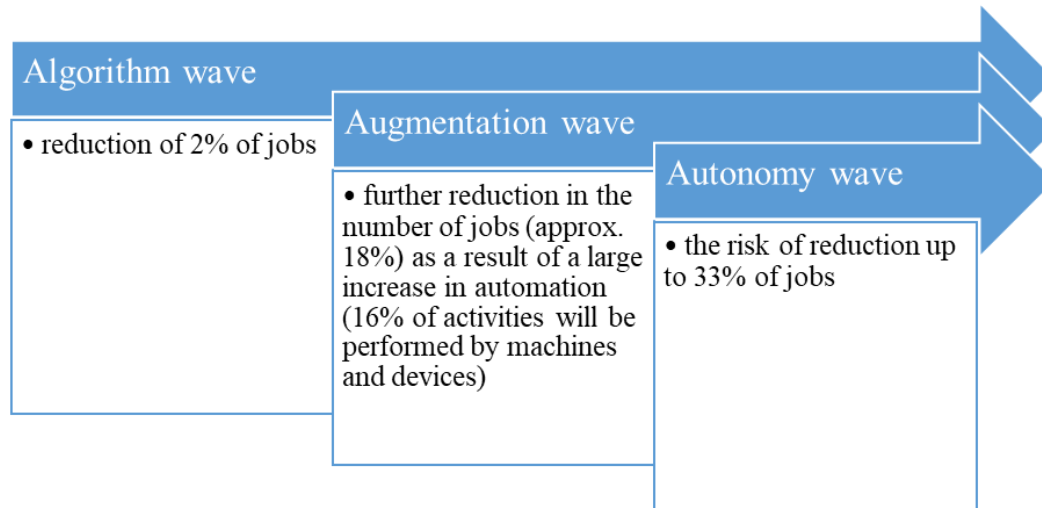 Algorithm wave
• reduction of 2% of jobs
Augmentation wave
• further reduction in the
number of jobs (approx.
18%) as a result of a large
increase in automation
(16% of activities will be
performed by machines
and devices)
Autonomy wave
• the risk of reduction up
to 33% of jobs